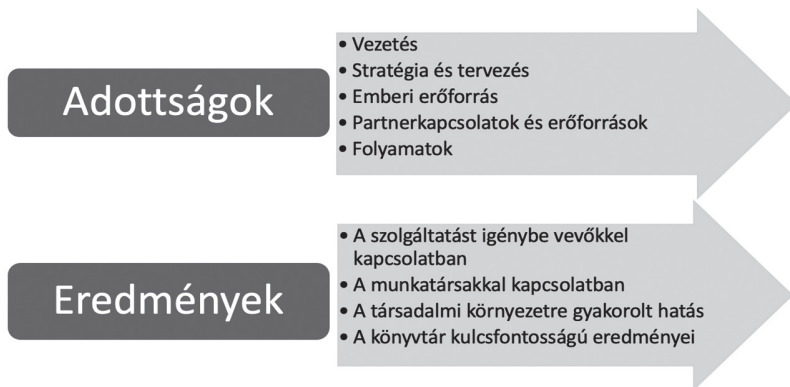 Adottságok
• Vezetés
• Stratégia és tervezés
• Emberi erőforrás
• Partnerkapcsolatok és erőforrások
• Folyamatok
Eredmények
• A szolgáltatást igénybe vevőkkel
kapcsolatban
• A munkatársakkal kapcsolatban
• A társadalmi környezetre gyakorolt hatás
• A könyvtár kulcsfontosságú eredményei